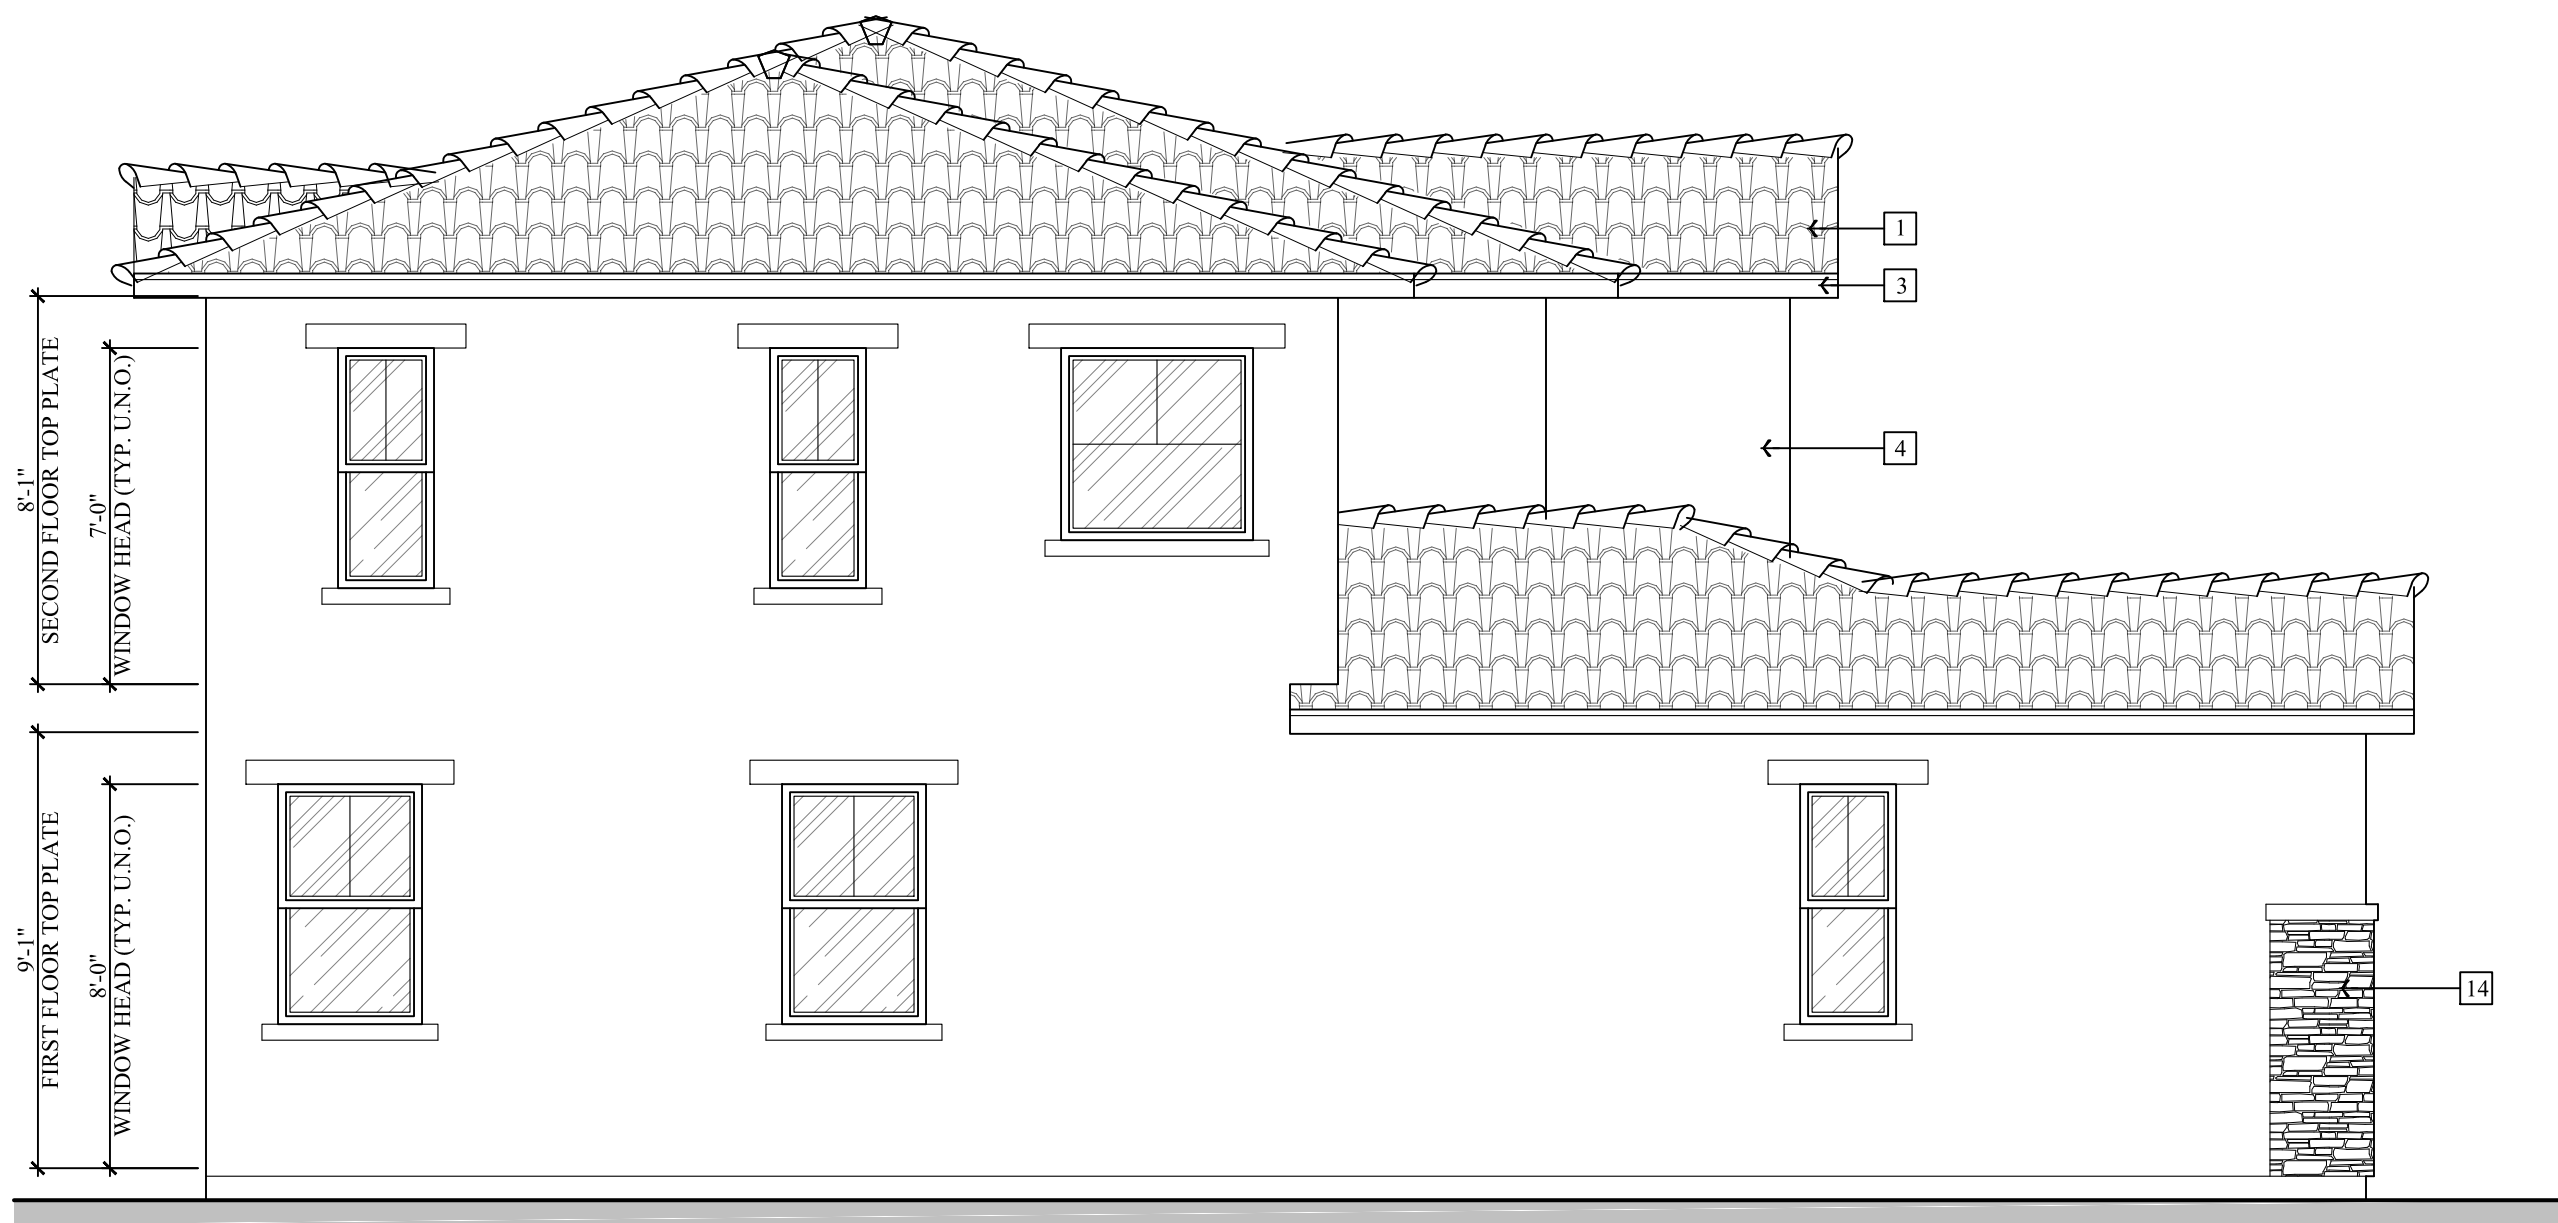 1
3
8'-1"
SECOND FLOOR TOP PLATE
7'-0"
WINDOW HEAD (TYP. U.N.O.)
4
9'-1"
FIRST FLOOR TOP PLATE
8'-0"
WINDOW HEAD (TYP. U.N.O.)
14